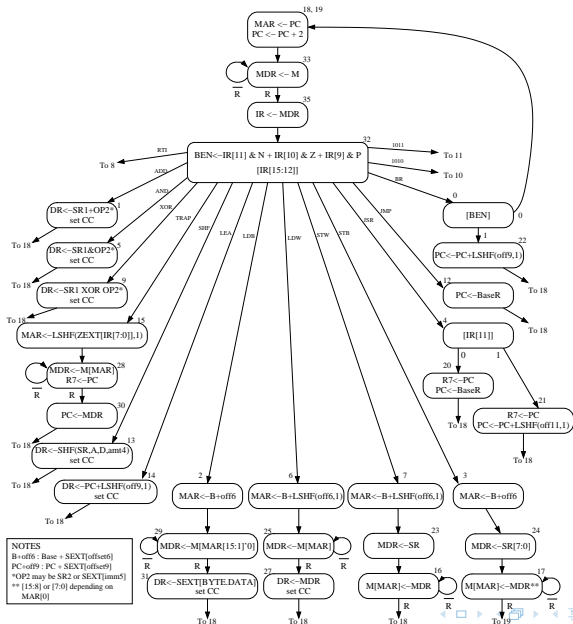 18, 19
MAR <- PC
PC <- PC + 2
33
MDR <- M
R
R
35
IR <- MDR
32
BEN<-IR[11] & N + IR[10] & Z + IR[9] & P
[IR[15:12]]
RTI
To 8
1011
To 11
1010
To 10
BR
ADD
AND
XOR
TRAP
SHF
LEA
LDB
LDW
STW
STB
JSR
JMP
1
DR<-SR1+OP2*
set CC
To 18
5
DR<-SR1&OP2*
set CC
To 18
9
DR<-SR1 XOR OP2*
set CC
To 18
15
MAR<-LSHF(ZEXT[IR[7:0]],1)
28
MDR<-M[MAR]
R7<-PC
R
R
30
PC<-MDR
To 18
13
DR<-SHF(SR,A,D,amt4)
set CC
To 18
14
DR<-PC+LSHF(off9,1)
set CC
To 18
0
[BEN]
0
1
22
PC<-PC+LSHF(off9,1)
To 18
12
PC<-BaseR
To 18
4
[IR[11]]
0
1
20
R7<-PC
PC<-BaseR
To 18
21
R7<-PC
PC<-PC+LSHF(off11,1)
To 18
2
MAR<-B+off6
6
MAR<-B+LSHF(off6,1)
7
MAR<-B+LSHF(off6,1)
3
MAR<-B+off6
29
MDR<-M[MAR[15:1]'0]
R
R
25
MDR<-M[MAR]
R
R
23
MDR<-SR
24
MDR<-SR[7:0]
31
DR<-SEXT[BYTE.DATA]
set CC
To 18
27
DR<-MDR
set CC
To 18
16
M[MAR]<-MDR
R
R
To 18
17
M[MAR]<-MDR**
R
R
To 19
NOTES
B+off6 : Base + SEXT[offset6]
PC+off9 : PC + SEXT[offset9]
*OP2 may be SR2 or SEXT[imm5]
** [15:8] or [7:0] depending on
MAR[0]